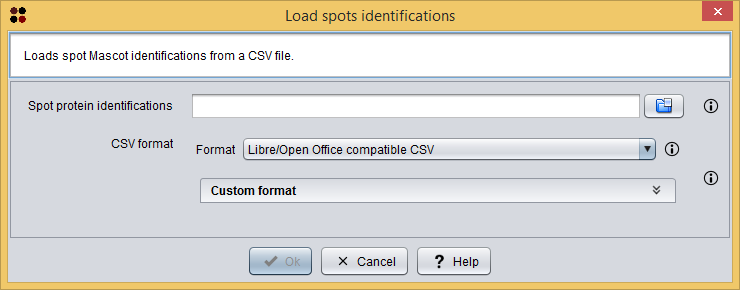 Load spots identifications
Loads spot Mascot identifications from a CSV file.
Spot protein identifications
CSV format
Format
Libre/Open Office compatible CSV
Custom format
Ok
Cancel
? Help